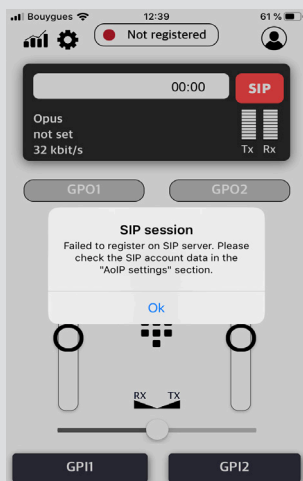 Bouygues 12:39 61 %
Not registered
00:00 SIP
Opus
not set
32 kbit/s Tx Rx
GPO1 GPO2
SIP session
Failed to register on SIP server. Please
check the SIP account data in the
"AoIP settings" section.
Ok
RX TX
GPI1 GPI2